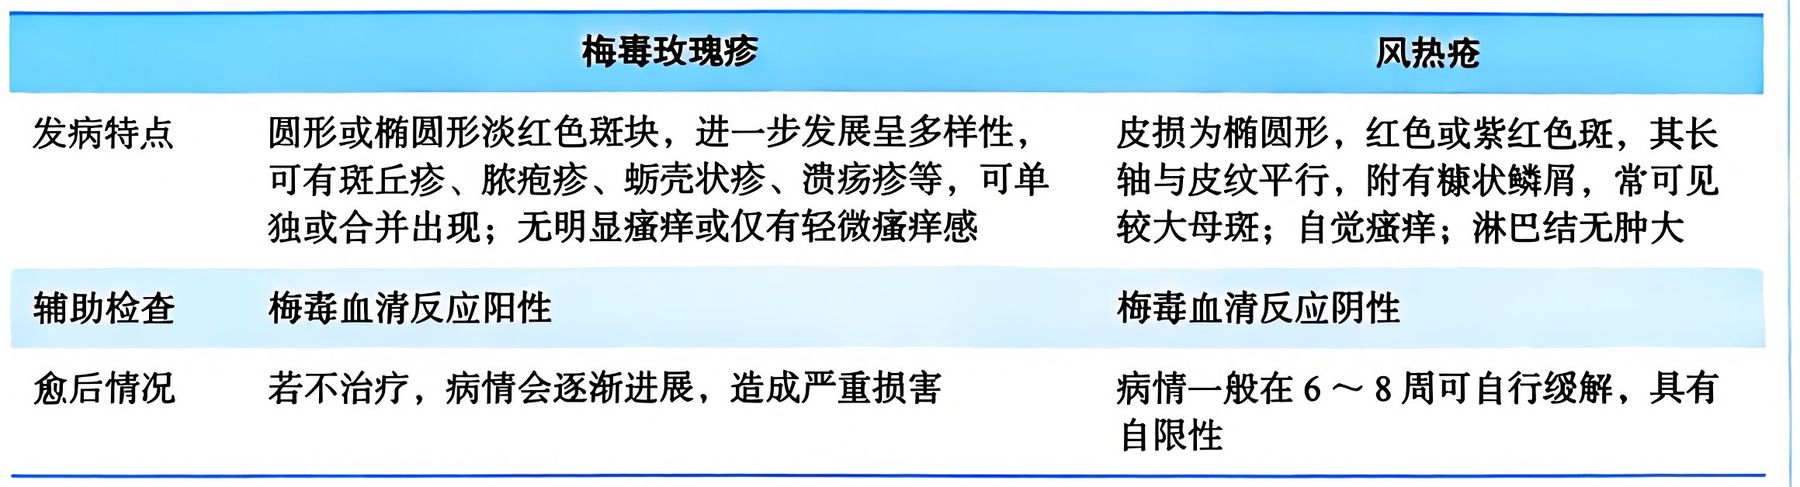 梅毒玫瑰疹 风热疮
发病特点 圆形或椭圆形淡红色斑块，进一步发展呈多样性， 皮损为椭圆形，红色或紫红色斑，其长
可有斑丘疹、脓疱疹、蛎壳状疹、溃疡疹等，可单 轴与皮纹平行，附有糠状鳞屑，常可见
独或合并出现；无明显瘙痒或仅有轻微瘙痒感 较大母斑；自觉瘙痒；淋巴结无肿大
辅助检查 梅毒血清反应阳性 梅毒血清反应阴性
愈后情况 若不治疗，病情会逐渐进展，造成严重损害 病情一般在 6～8 周可自行缓解，具有
自限性